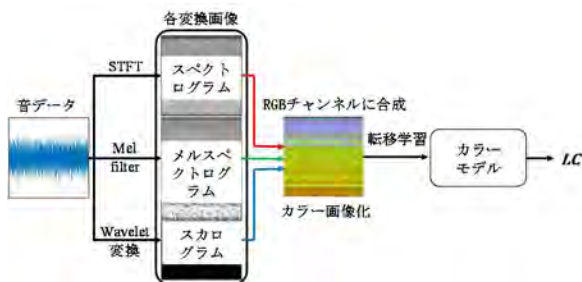 各変換画像
STFT
スペクト
ログラム
音データ
RGBチャンネルに合成
Mel
filter
メルスペ
クトログ
ラム
転移学習
カラー
モデル
LC
カラー画像化
Wavelet
変換
スカロ
グラム